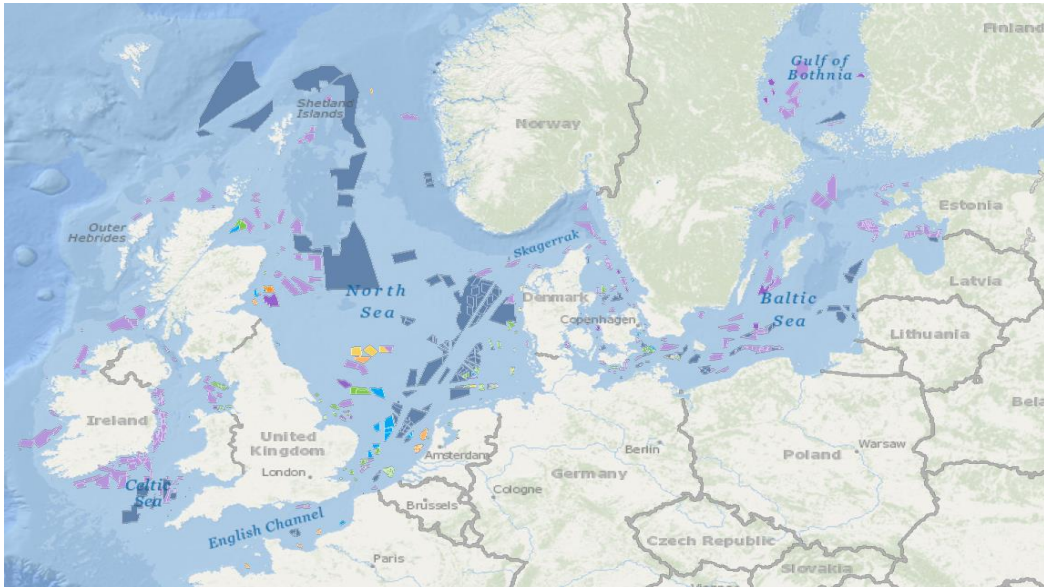 Finland
Gulf of
Bothnia
Shetland
Islands
Norway
Estonia
Outer
Hebrides
Skagerrak
Latvia
North
Sea
Denmark
Baltic
Sea
Copenhagen
Lithuania
Ireland
United
Kingdom
Berlin
Warsaw
Amsterdam
Poland
London
Germany
Celtic
Sea
Cologne
Brussels
English Channel
Czech Republic
Paris
Slovakia